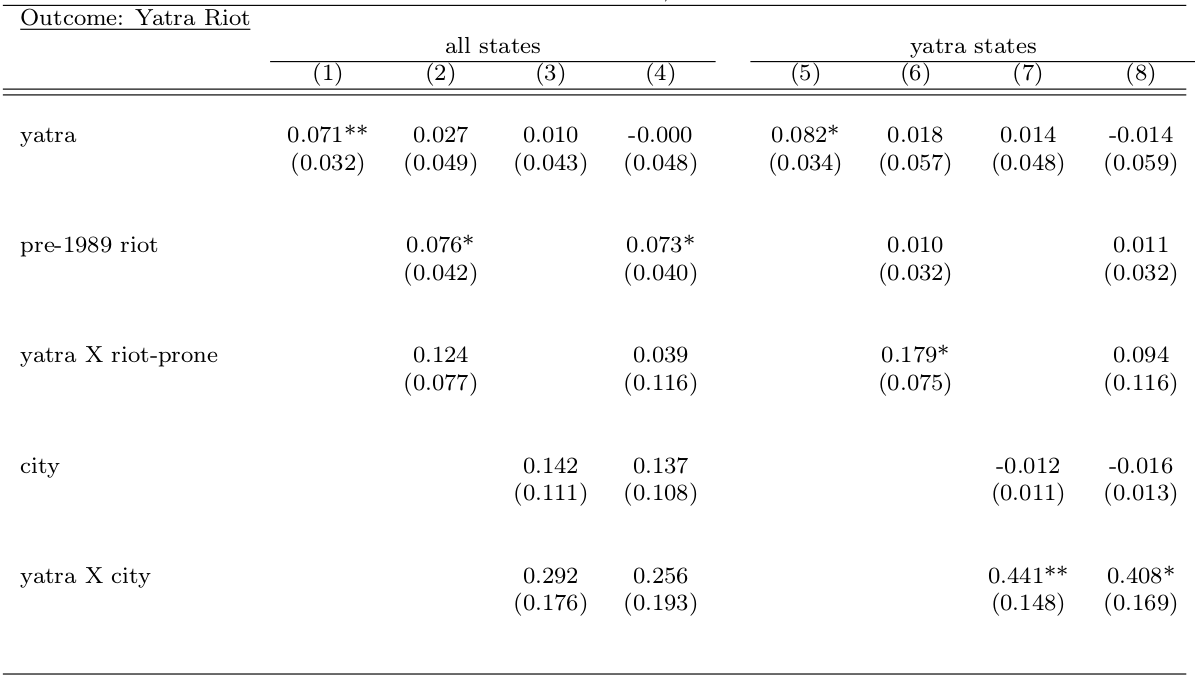 Outcome: Yatra Riot
all states yatra states
(1) (2) (3) (4) (5) (6) (7) (8)
yatra 0.071** 0.027 0.010 -0.000 0.082* 0.018 0.014 -0.014
(0.032) (0.049) (0.043) (0.048) (0.034) (0.057) (0.048) (0.059)
pre-1989 riot 0.076* 0.073* 0.010 0.011
(0.042) (0.040) (0.032) (0.032)
yatra X riot-prone 0.124 0.039 0.179* 0.094
(0.077) (0.116) (0.075) (0.116)
city 0.142 0.137 -0.012 -0.016
(0.111) (0.108) (0.011) (0.013)
yatra X city 0.292 0.256 0.441** 0.408*
(0.176) (0.193) (0.148) (0.169)